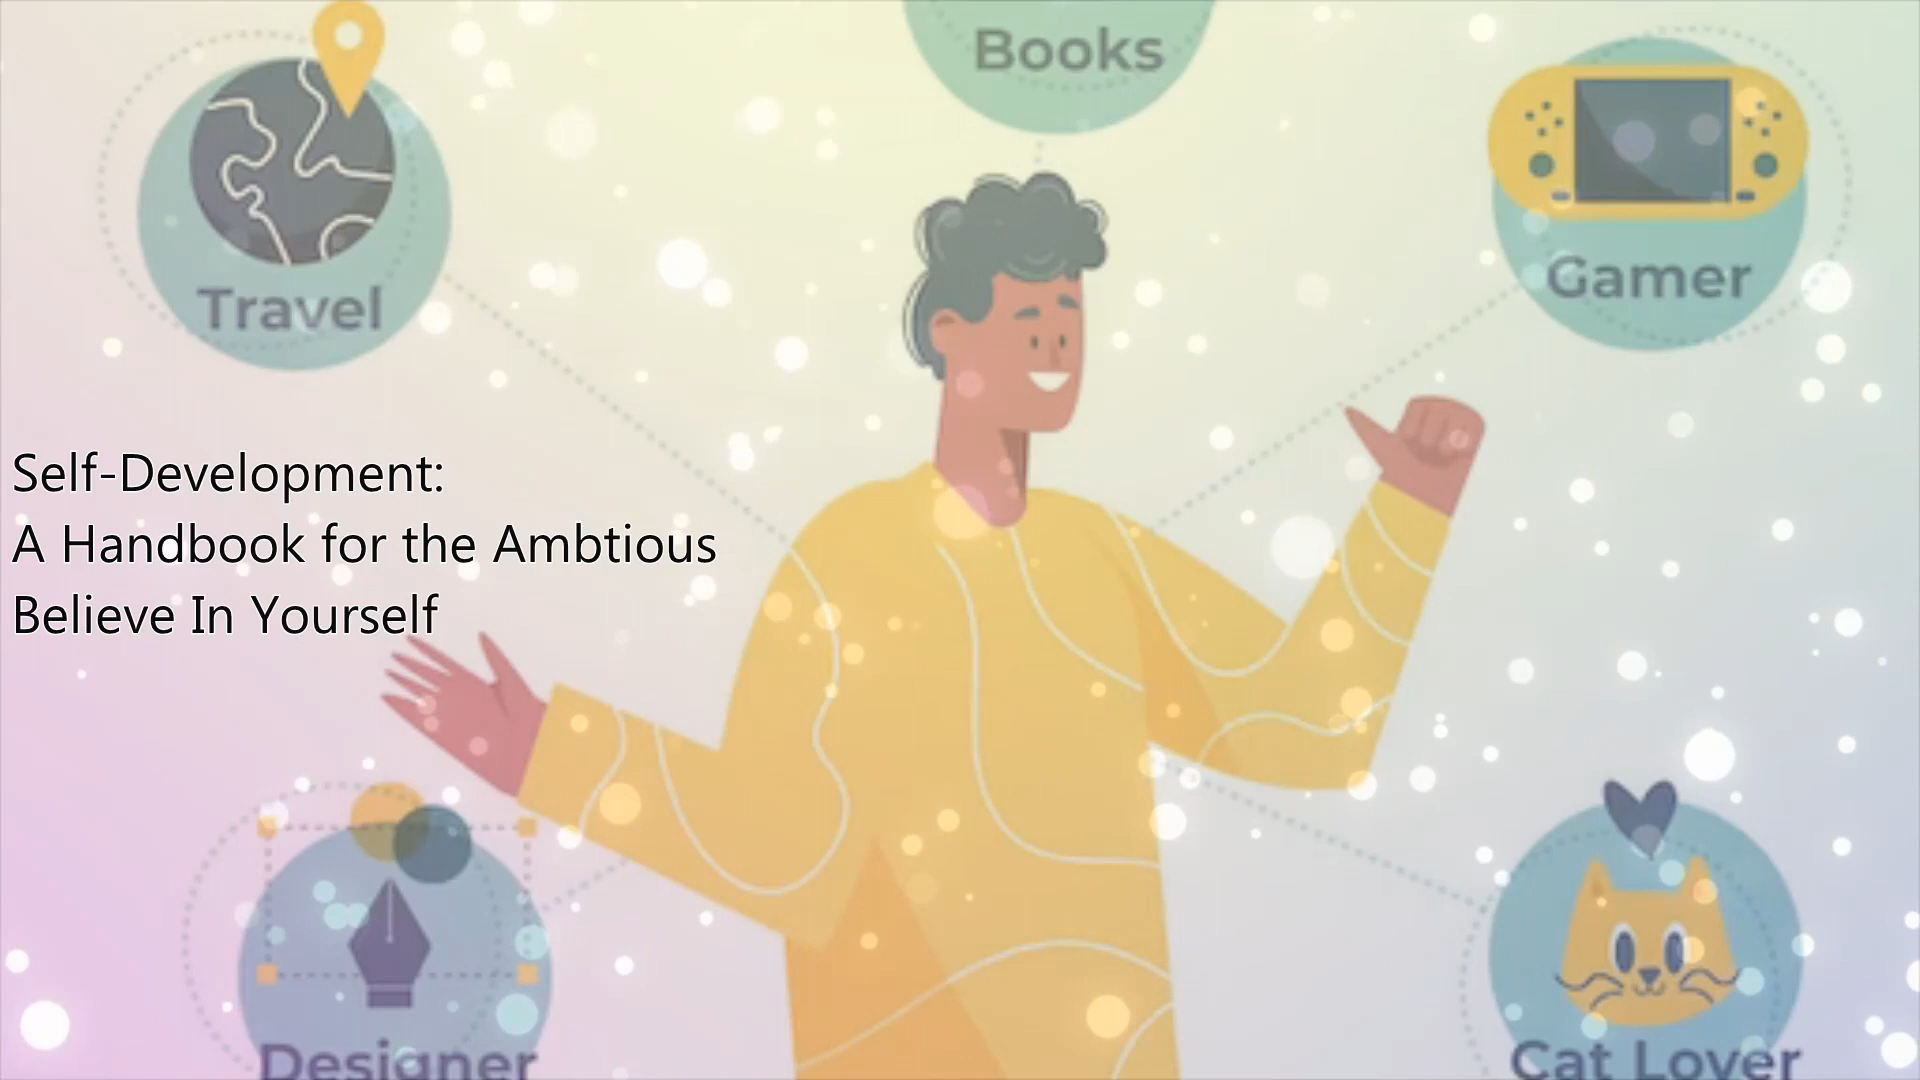 Books
Travel
Gamer
Self-Development:
A Handbook for the Ambtious
Believe In Yourself
Designer
Cat Lover